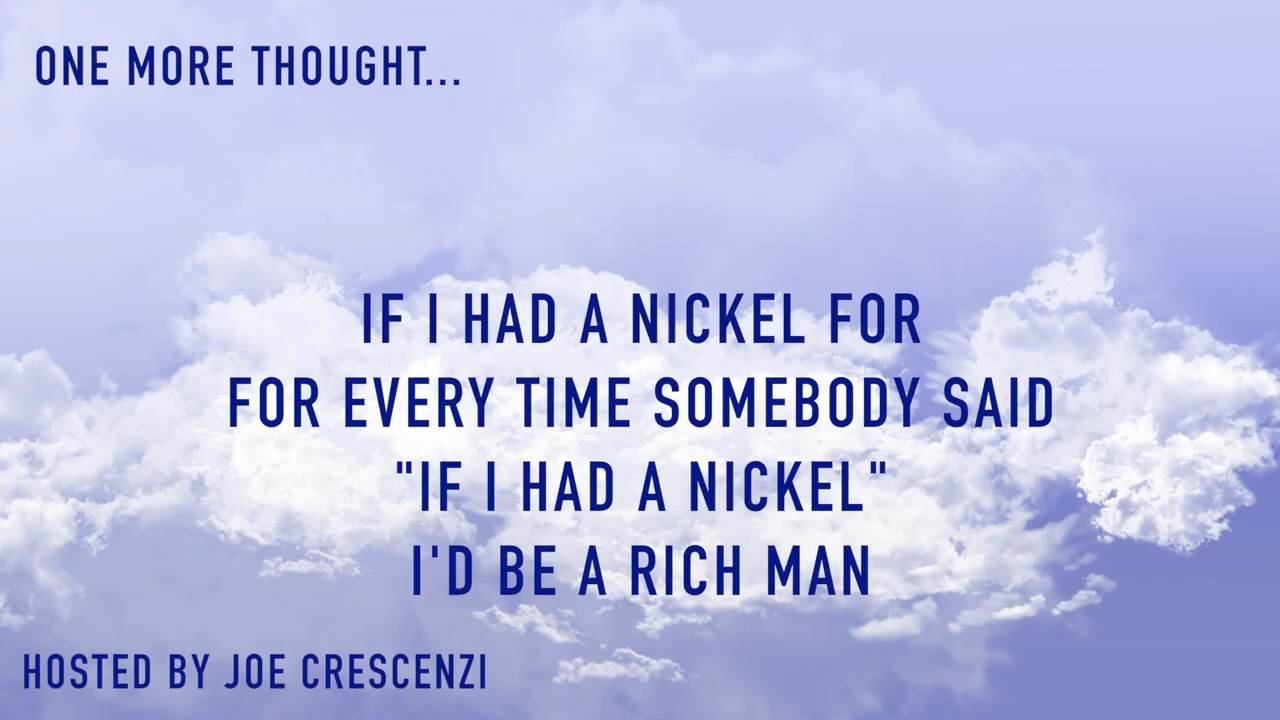 ONE MORE THOUGHT...
IF I HAD A NICKEL FOR
FOR EVERY TIME SOMEBODY SAID
"IF I HAD A NICKEL"
I'D BE A RICH MAN
HOSTED BY JOE CRESCENZI